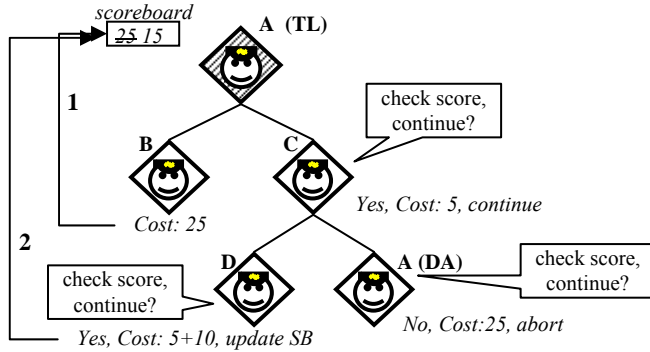 scoreboard
25 15
A (TL)
1
check score,
continue?
B
C
Yes, Cost: 5, continue
Cost: 25
2
D
A (DA)
check score,
continue?
check score,
continue?
No, Cost:25, abort
Yes, Cost: 5+10, update SB